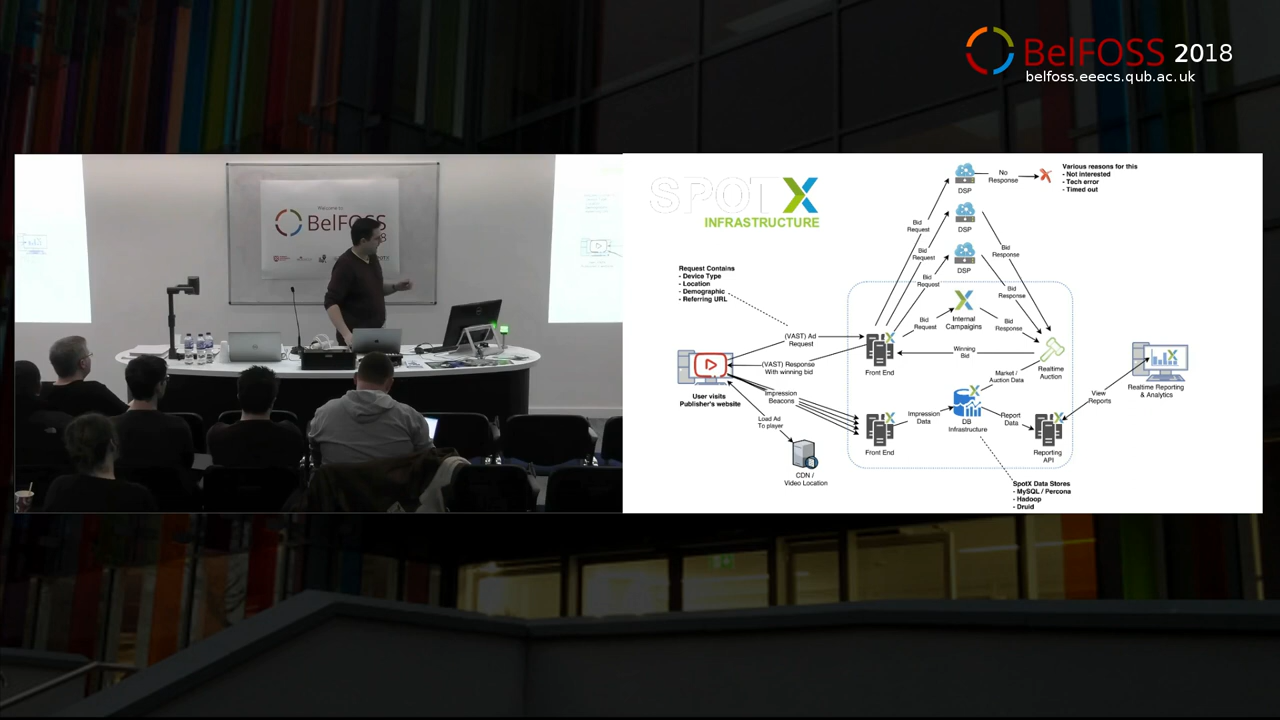 BelFOSS 2018
belfoss.eeecs.qub.ac.uk
Welcome to
BelFOSS
SPOTX
INFRASTRUCTURE
DSP
No
Response
Various reasons for this
- Not interested
- Tech error
- Timed out
DSP
Bid
Request
Bid
Request
Bid
Response
DSP
Bid
Request
Bid
Response
Request Contains
- Device Type
- Location
- Demographic
- Referring URL
Bid
Request
Internal
Campaigns
Bid
Response
(VAST) Ad
Request
Winning
Bid
(VAST) Response
With winning bid
Front End
Realtime
Auction
Market /
Auction Data
User visits
Publisher's website
Impression
Beacons
Load Ad
To player
Realtime Reporting
& Analytics
View
Reports
Impression
Data
DB
Infrastructure
Report
Data
Front End
Reporting
API
CDN /
Video Location
SpotX Data Stores
- MySQL / Percona
- Hadoop
- Druid